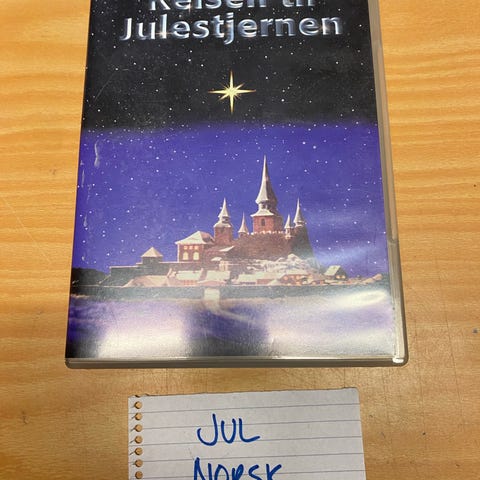 Reisen til
Julestjernen
JUL
NORSK